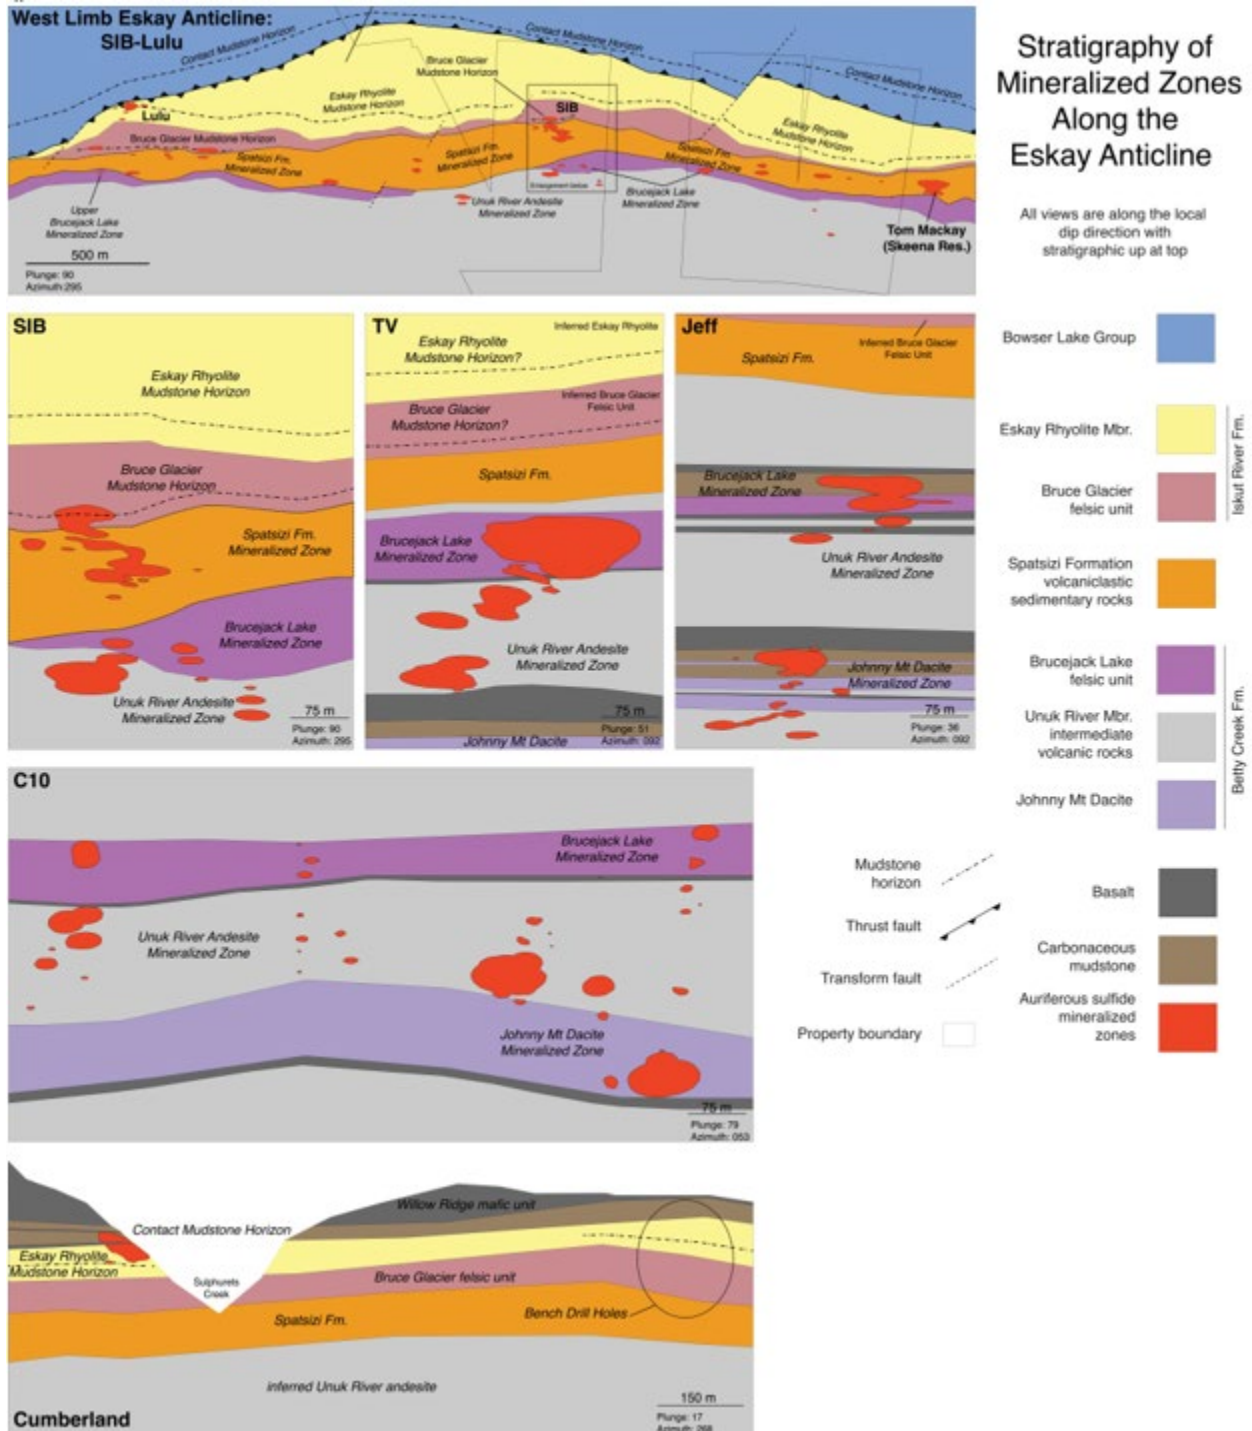 West Limb Eskay Anticline:
SIB-Lulu
Contact Mudstone Horizon
Contact Mudstone Horizon
Contact Mudstone Horizon
Bruce Glacier
Mudstone Horizon
Eskay Rhyolite
Mudstone Horizon
Lulu
SIB
Eskay Rhyolite
Mudstone Horizon
Bruce Glacier Mudstone Horizon
Spatsizi Fm.
Mineralized Zone
Spatsizi Fm.
Mineralized Zone
Spatsizi Fm.
Mineralized Zone
Enlargement below
Upper
Brucejack Lake
Mineralized Zone
Unuk River Andesite
Mineralized Zone
Brucejack Lake
Mineralized Zone
Tom Mackay
(Skeena Res.)
500 m
Plunge: 90
Azimuth:295
Stratigraphy of
Mineralized Zones
Along the
Eskay Anticline
All views are along the local
dip direction with
stratigraphic up at top
SIB
Eskay Rhyolite
Mudstone Horizon
Bruce Glacier
Mudstone Horizon
Spatsizi Fm.
Mineralized Zone
Brucejack Lake
Mineralized Zone
Unuk River Andesite
Mineralized Zone
75 m
Plunge: 90
Azimuth: 295
TV
Inferred Eskay Rhyolite
Eskay Rhyolite
Mudstone Horizon?
Inferred Bruce Glacier
Felsic Unit
Bruce Glacier
Mudstone Horizon?
Spatsizi Fm.
Brucejack Lake
Mineralized Zone
Unuk River Andesite
Mineralized Zone
75 m
Plunge: 51
Azimuth: 092
Johnny Mt Dacite
Jeff
Inferred Bruce Glacier
Felsic Unit
Spatsizi Fm.
Brucejack Lake
Mineralized Zone
Unuk River Andesite
Mineralized Zone
Johnny Mt Dacite
Mineralized Zone
75 m
Plunge: 36
Azimuth: 092
Bowser Lake Group
Eskay Rhyolite Mbr.
Bruce Glacier
felsic unit
Iskut River Fm.
Spatsizi Formation
volcaniclastic
sedimentary rocks
Brucejack Lake
felsic unit
Unuk River Mbr.
intermediate
volcanic rocks
Johnny Mt Dacite
Betty Creek Fm.
Mudstone
horizon
Thrust fault
Transform fault
Property boundary
Basalt
Carbonaceous
mudstone
Auriferous sulfide
mineralized
zones
C10
Brucejack Lake
Mineralized Zone
Unuk River Andesite
Mineralized Zone
Johnny Mt Dacite
Mineralized Zone
75 m
Plunge: 79
Azimuth: 053
Willow Ridge mafic unit
Contact Mudstone Horizon
Eskay Rhyolite
Mudstone Horizon
Sulphurets
Creek
Bruce Glacier felsic unit
Bench Drill Holes
Spatsizi Fm.
inferred Unuk River andesite
150 m
Cumberland
Plunge: 17
Azimuth: 268